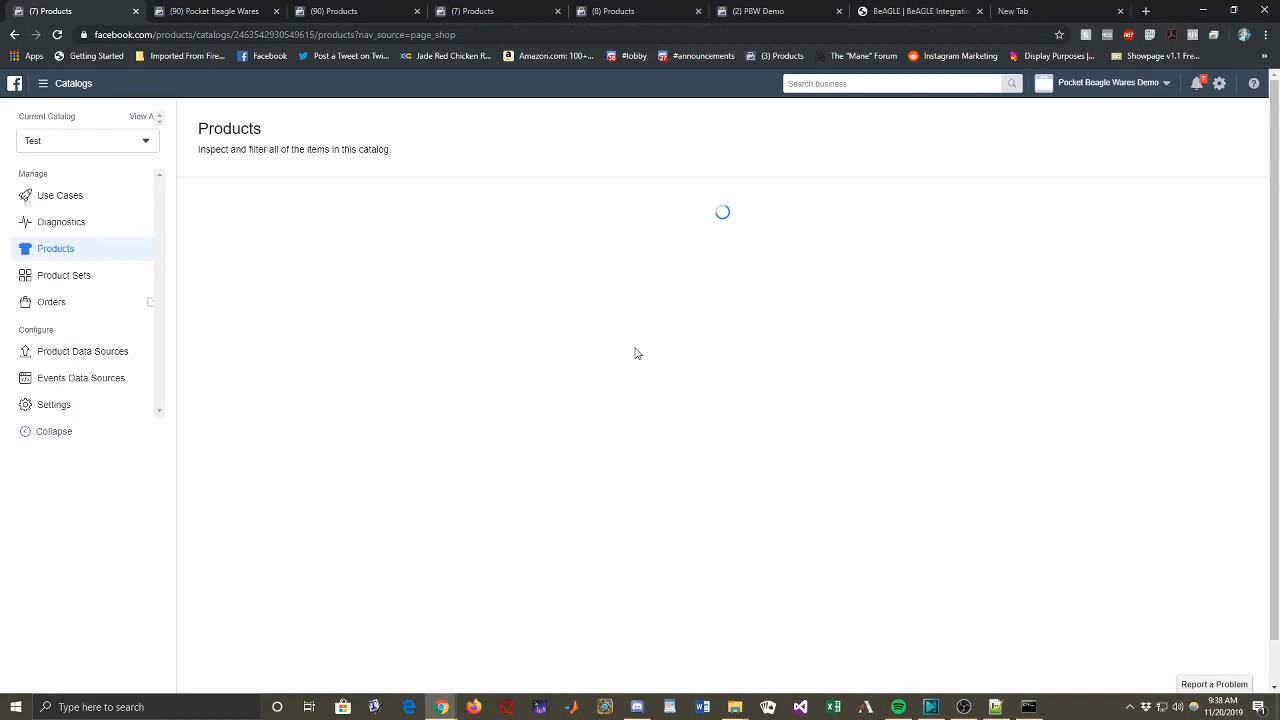 (7) Products
(90) Pocket Beagle Wares
(90) Products
(7) Products
(8) Products
(2) PBW Demo
BeAGLE | BeAGLE Integrati
New Tab
facebook.com/products/catalogs/2463542930549615/products?nav_source=page_shop
Apps
Getting Started
Imported From Fire...
Facebook
Post a Tweet on Twi...
Jake Red Chicken R...
Amazon.com: 100+...
#lobby
#announcements
(3) Products
The "Mane" Forum
Instagram Marketing
Display Purposes |...
Showpage v1.1 Fre...
Catalogs
Search business
Pocket Beagle Wares Demo
7
Current Catalog
View A
Test
Manage
Use Cases
Diagnostics
Products
Product Sets
Orders
Configure
Product Data Sources
Events Data Sources
Settings
Collapse
Products
Inspect and filter all of the items in this catalog.
Report a Problem
Type here to search
9:38 AM
11/20/2019